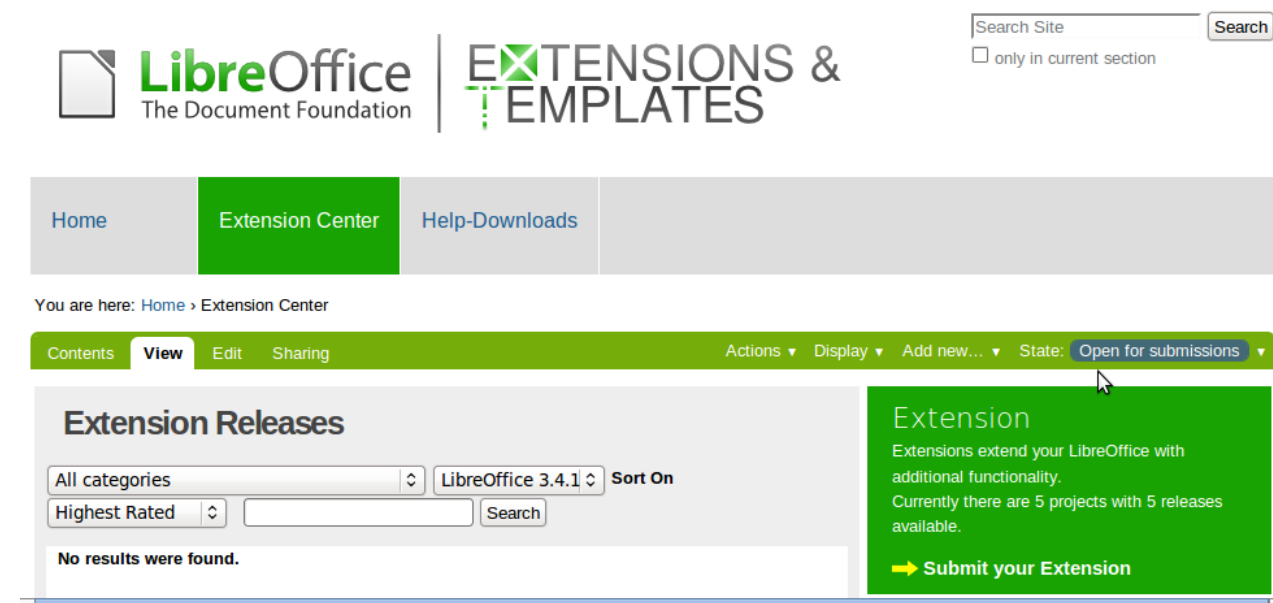 Search Site Search
only in current section
LibreOffice
The Document Foundation
EXTENSIONS &
TEMPLATES
Home Extension Center Help-Downloads
You are here: Home › Extension Center
Contents View Edit Sharing Actions ▼ Display ▼ Add new... ▼ State: Open for submissions ▼
Extension Releases
All categories LibreOffice 3.4.1 Sort On
Highest Rated Search
No results were found.
Extension
Extensions extend your LibreOffice with
additional functionality.
Currently there are 5 projects with 5 releases
available.
Submit your Extension